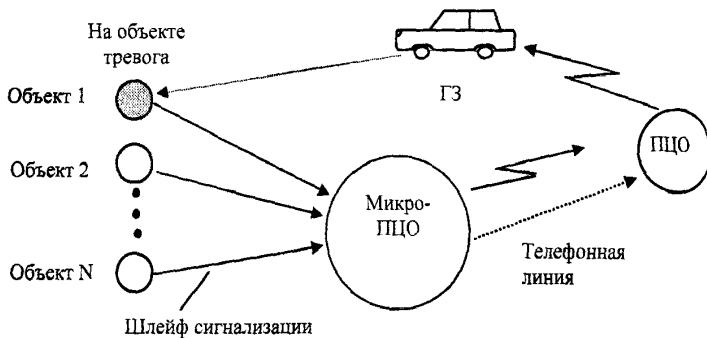 На объекте
тревога
Объект 1
ГЗ
ПЦО
Объект 2
Микро-
ПЦО
Телефонная
линия
Объект N
Шлейф сигнализации